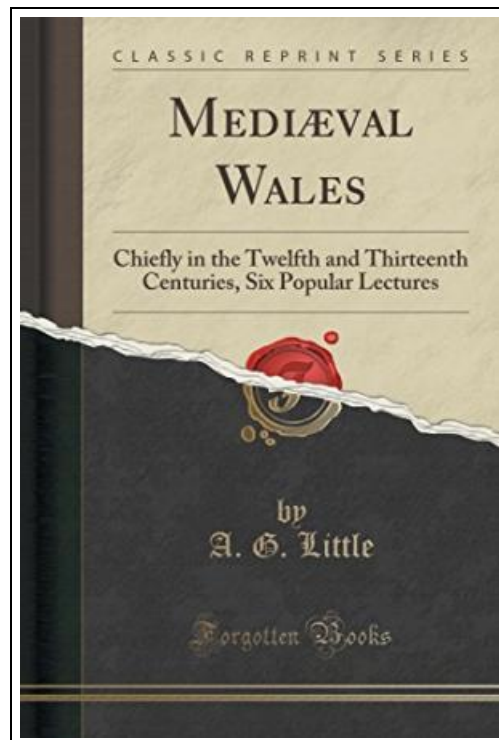 CLASSIC REPRINT SERIES
MEDIÆVAL
WALES
Chiefly in the Twelfth and Thirteenth
Centuries, Six Popular Lectures
by
A. G. Little
Forgotten Books